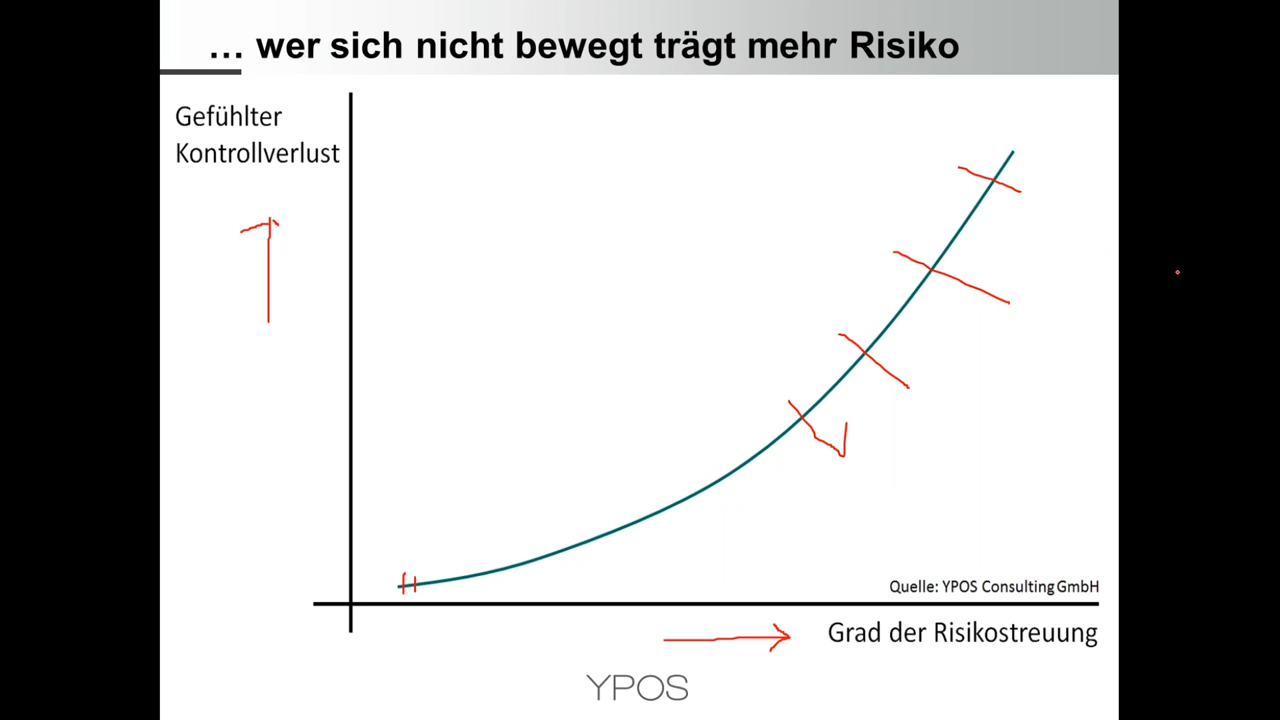 ... wer sich nicht bewegt trägt mehr Risiko
Gefühlter
Kontrollverlust
Quelle: YPOS Consulting GmbH
Grad der Risikostreuung
YPOS